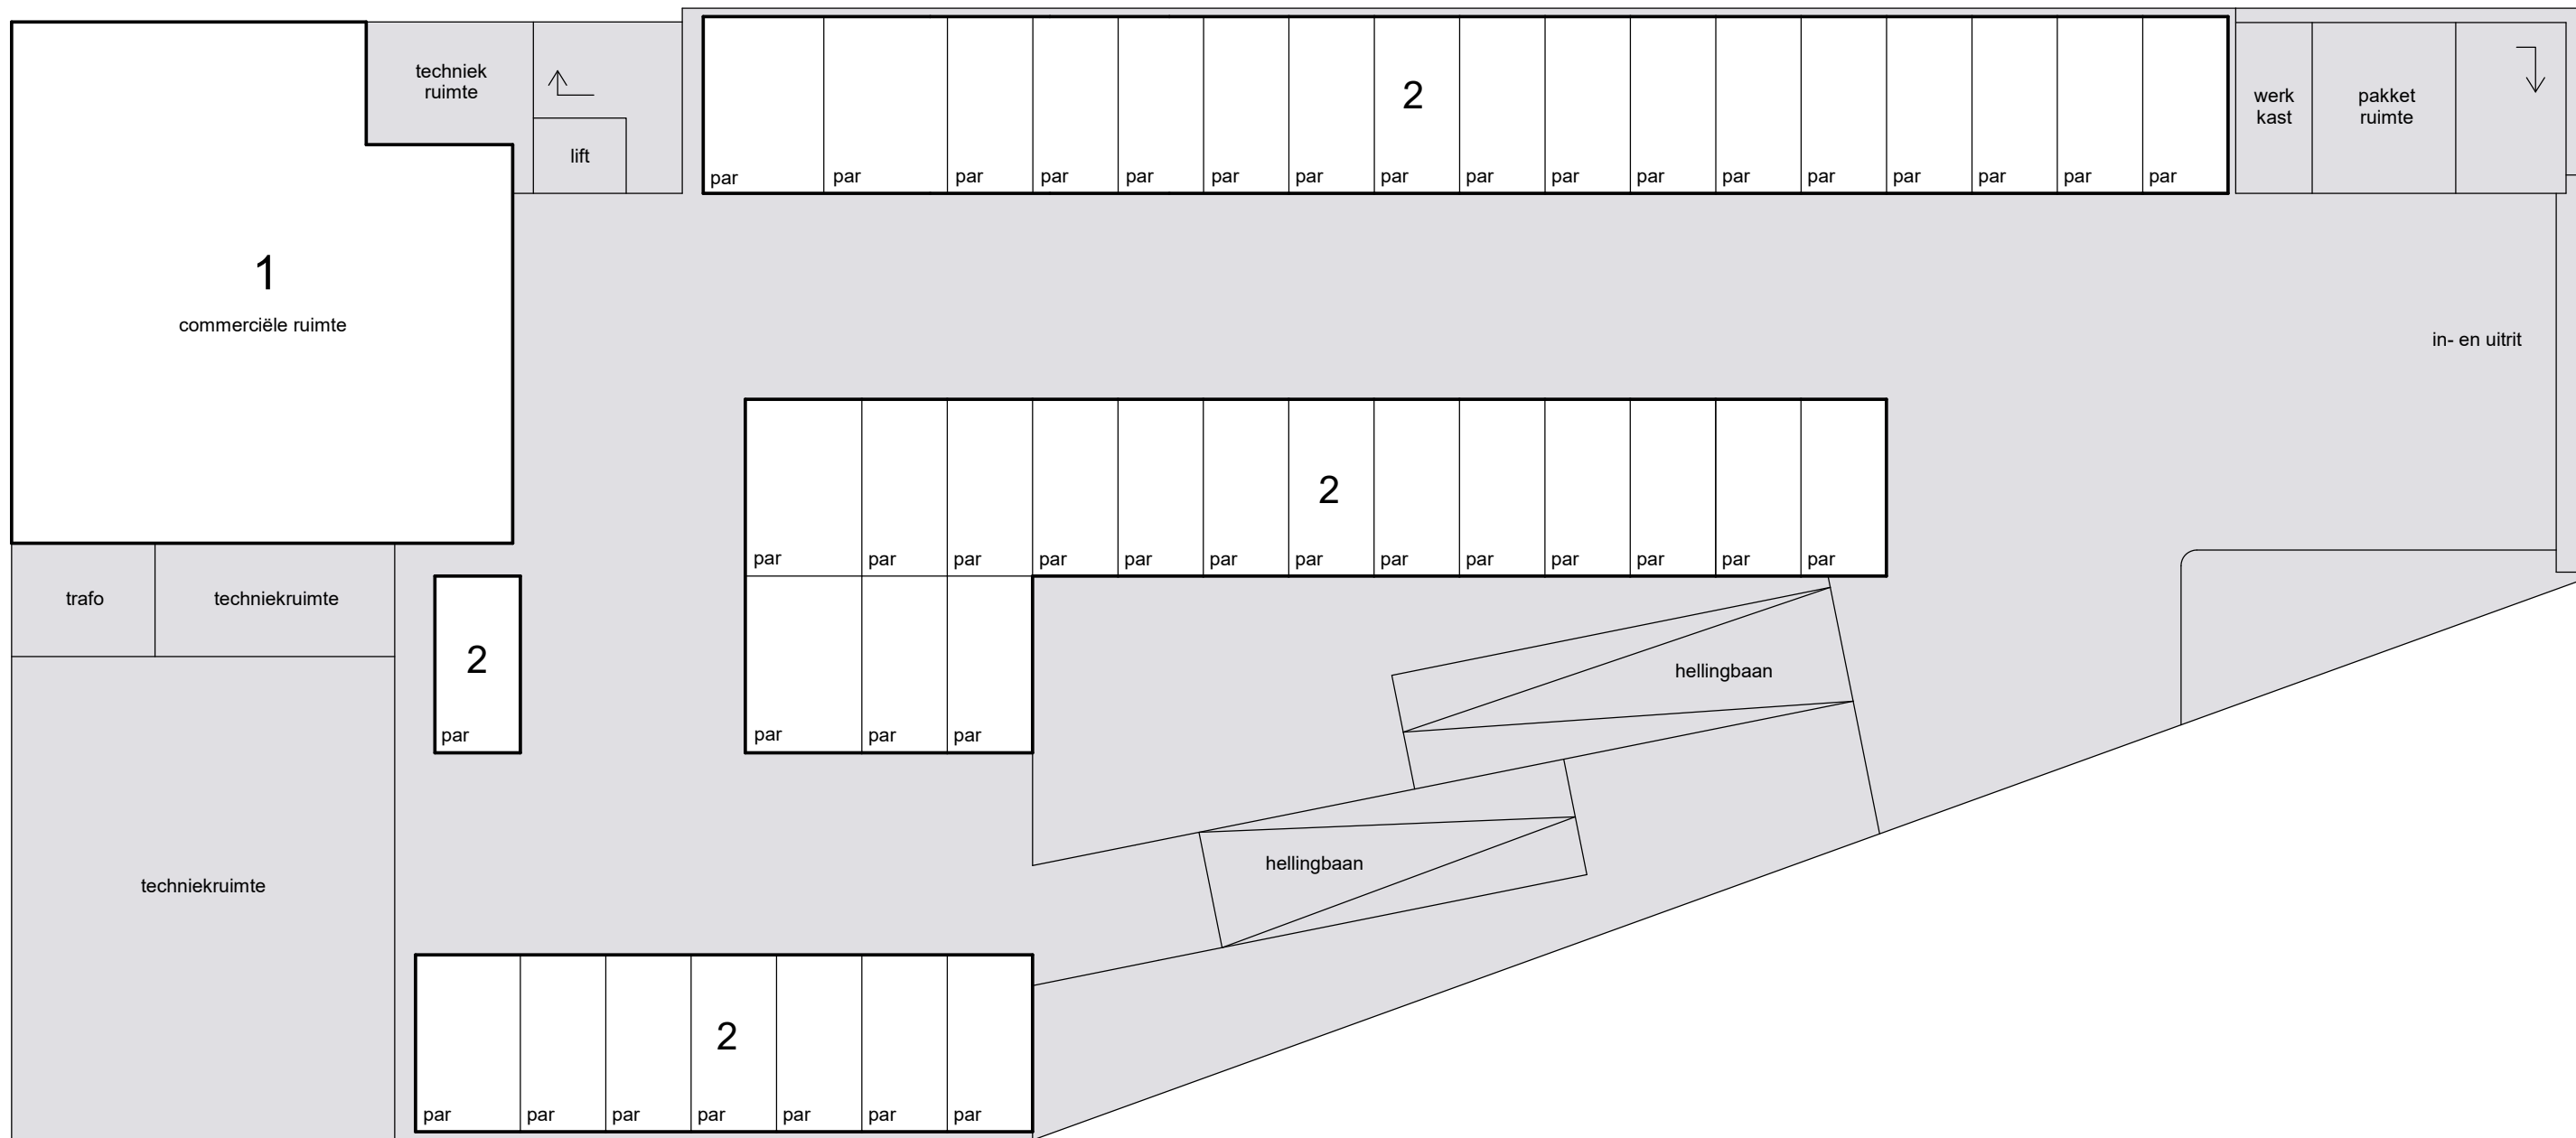 techniek
ruimte
lift
2
par par par par par par par par par par par par par par par par par
werk
kast
pakket
ruimte
1
commerciële ruimte
in- en uitrit
2
par par par par par par par par par par par par par
trafo
techniekruimte
2
par
par par par
hellingbaan
hellingbaan
techniekruimte
2
par par par par par par par